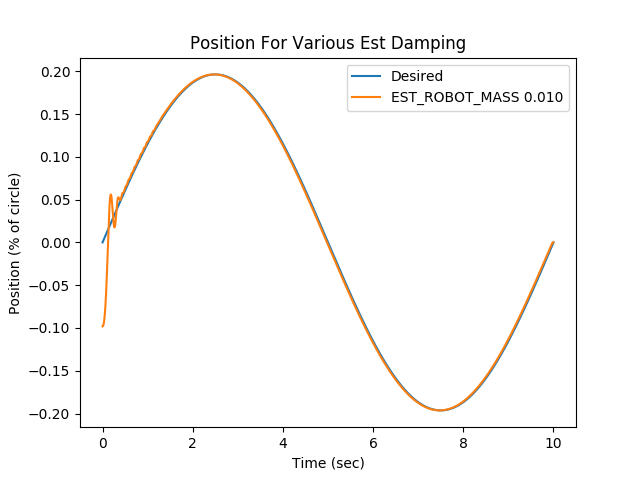 Position For Various Est Damping
Desired
EST_ROBOT_MASS 0.010
Position (% of circle)
0.20
0.15
0.10
0.05
0.00
−0.05
−0.10
−0.15
−0.20
0 2 4 6 8 10
Time (sec)